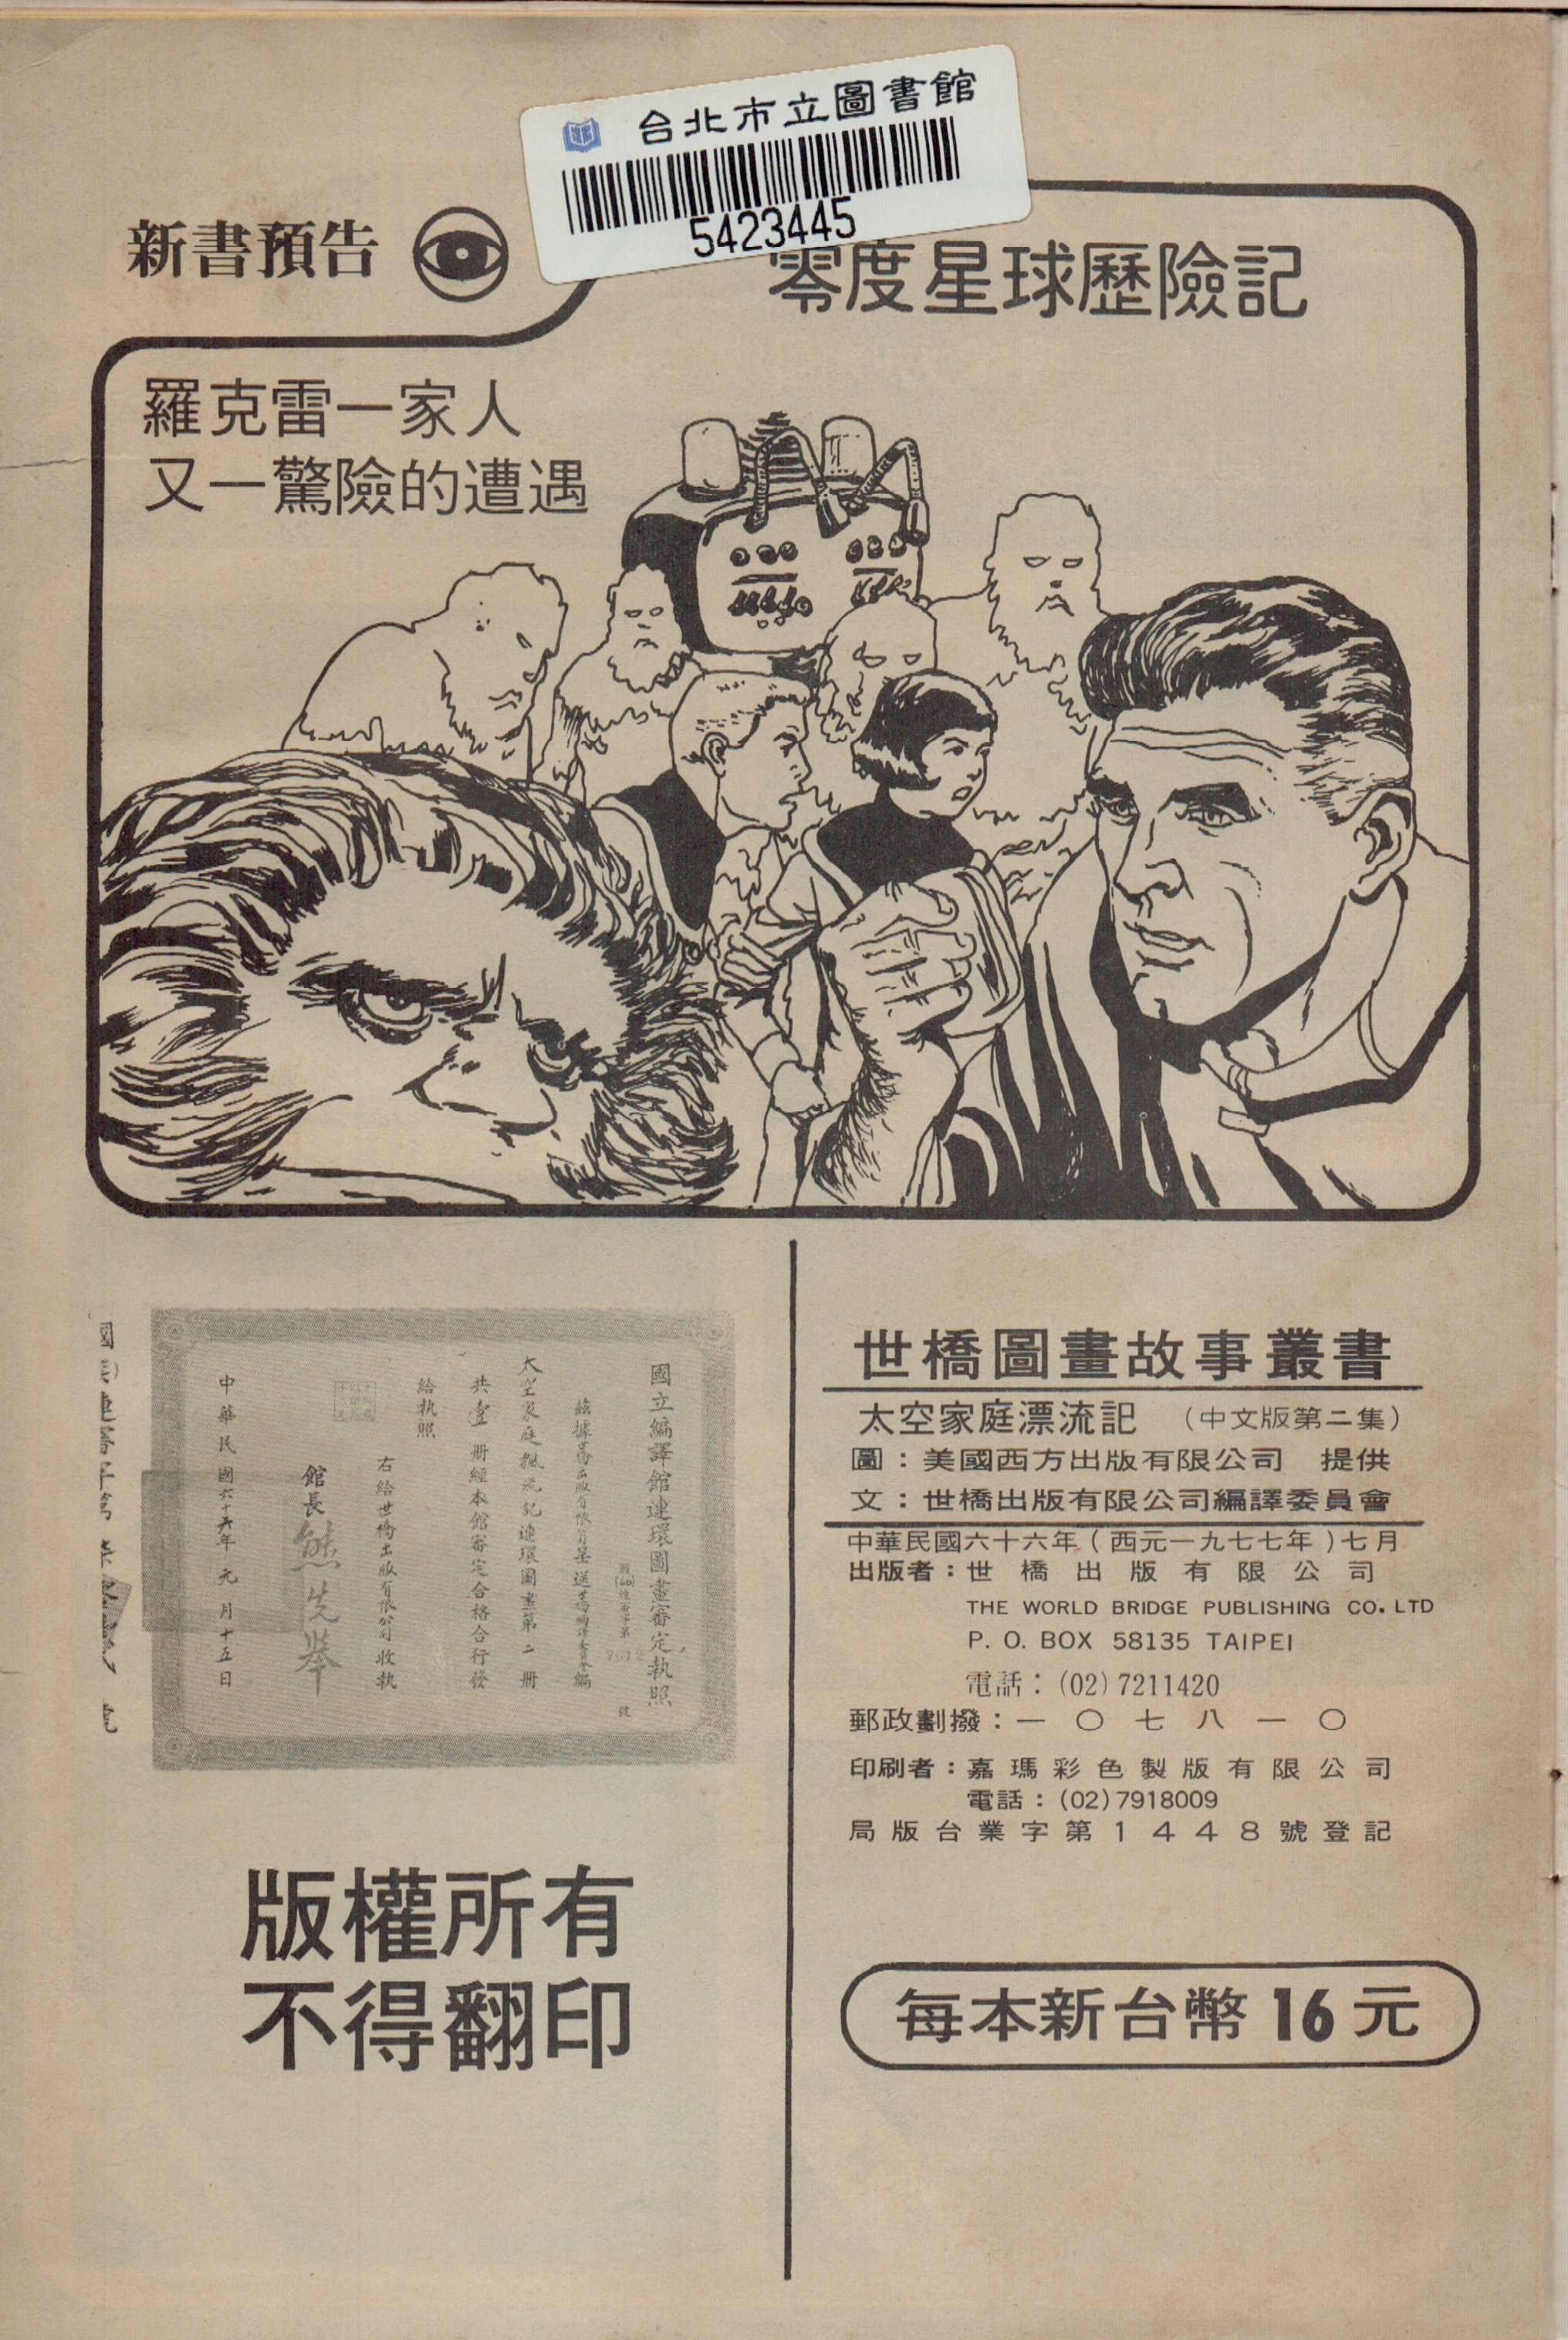 台北市立圖書館
5423445
新書預告
零度星球歷險記
羅克雷一家人
又一驚險的遭遇
國立編譯館連環圖畫審定執照
茲據世橋出版有限公司呈送
編
太空家庭飄流記連環圖畫第二册
共壹册經本館審定合格合行發
給執照
右給世橋出版有限公司收執
館長熊先舉
中華民國六十六年元月十五日
版權所有
不得翻印
世橋圖畫故事叢書
太空家庭漂流記 （中文版第二集）
圖：美國西方出版有限公司 提供
文：世橋出版有限公司編譯委員會
中華民國六十六年（西元一九七七年）七月
出版者：世橋出版有限公司
THE WORLD BRIDGE PUBLISHING CO. LTD
P. O. BOX 58135 TAIPEI
電話：(02) 7211420
郵政劃撥：一〇七八一〇
印刷者：嘉瑪彩色製版有限公司
電話：(02) 7918009
局版台業字第1448號登記
每本新台幣16元